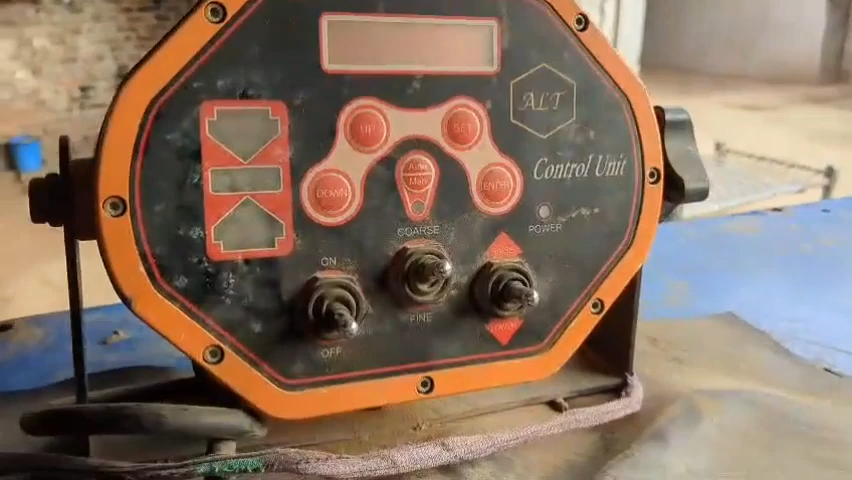 ALT
UP
SET
Auto
Man
Control Unit
DOWN
ENTER
POWER
COARSE
ON
FINE
OFF